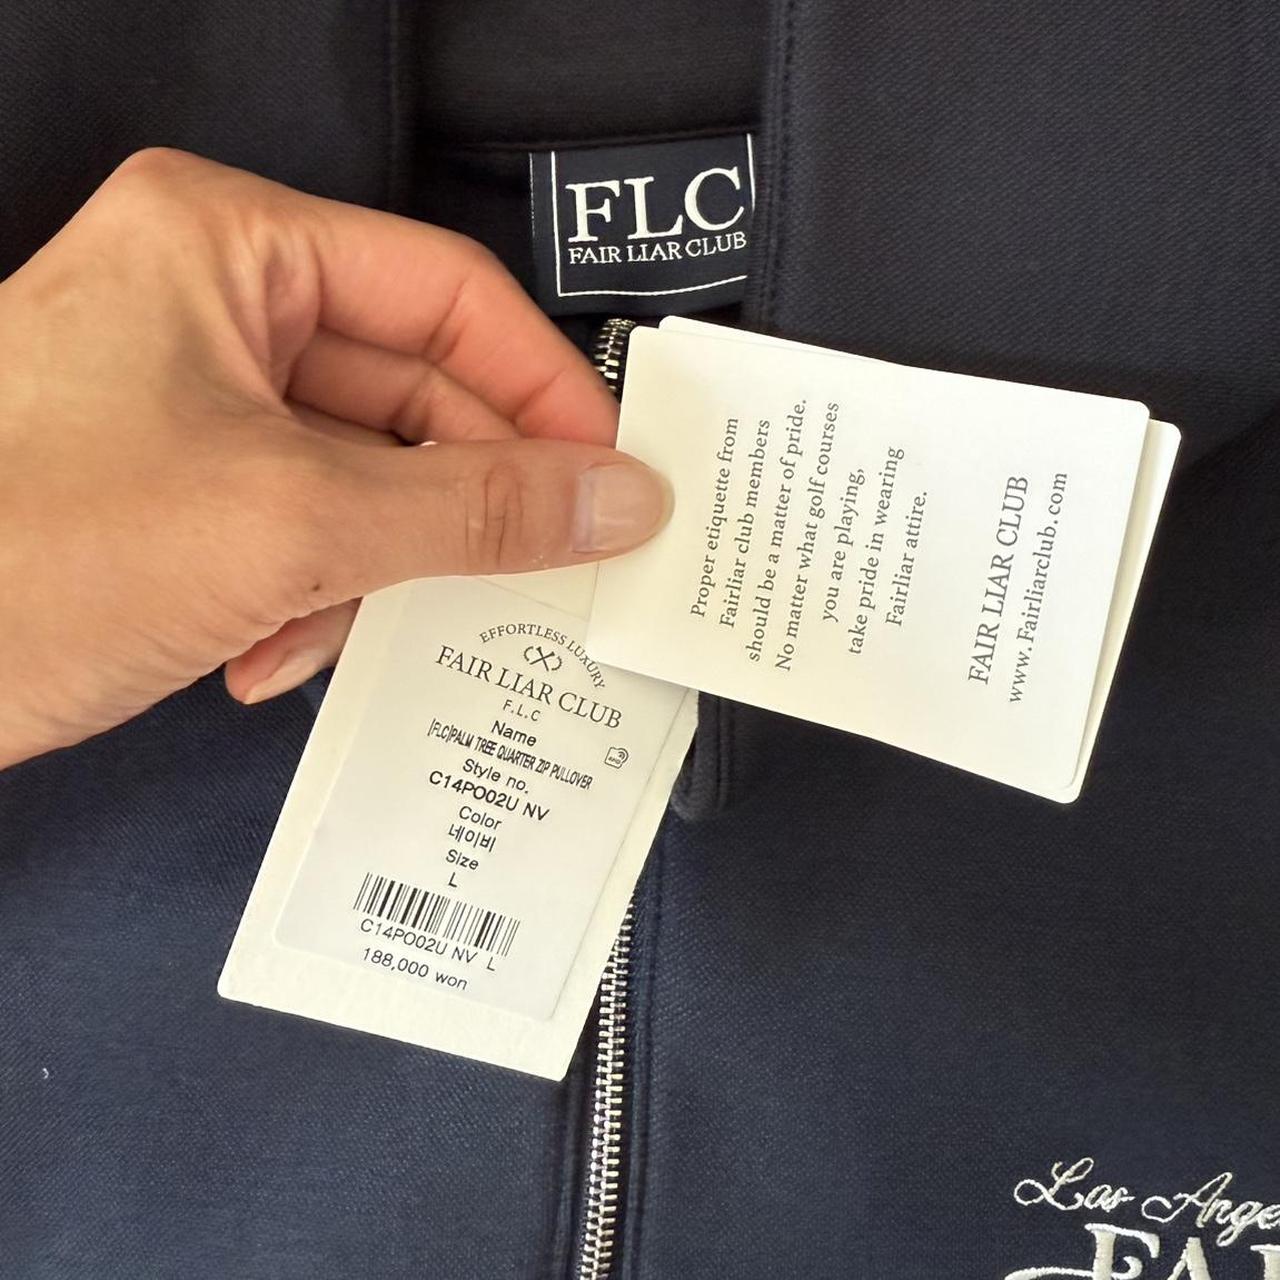 FLC
FAIR LIAR CLUB
Proper etiquette from
Fairliar club members
should be a matter of pride.
No matter what golf courses
you are playing,
take pride in wearing
Fairliar attire.
FAIR LIAR CLUB
www.Fairliarclub.com
EFFORTLESS LUXURY
FAIR LIAR CLUB
F.L.C
Name
[FLC]PALM TREE QUARTER ZIP PULLOVER
RFID
Style no.
C14PO02U NV
Color
네이비
Size
L
C14PO02U NV L
188,000 won
Los Ange
FAI